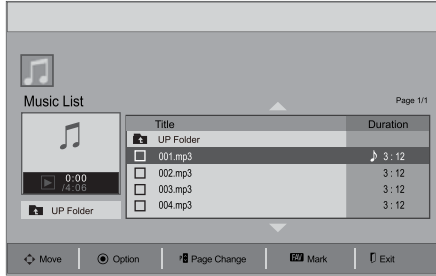 Music List
Page 1/1
Title Duration
UP Folder
001.mp3 3 : 12
002.mp3 3 : 12
003.mp3 3 : 12
004.mp3 3 : 12
0:00
/4:06
UP Folder
Move Option P Page Change FAV Mark Exit